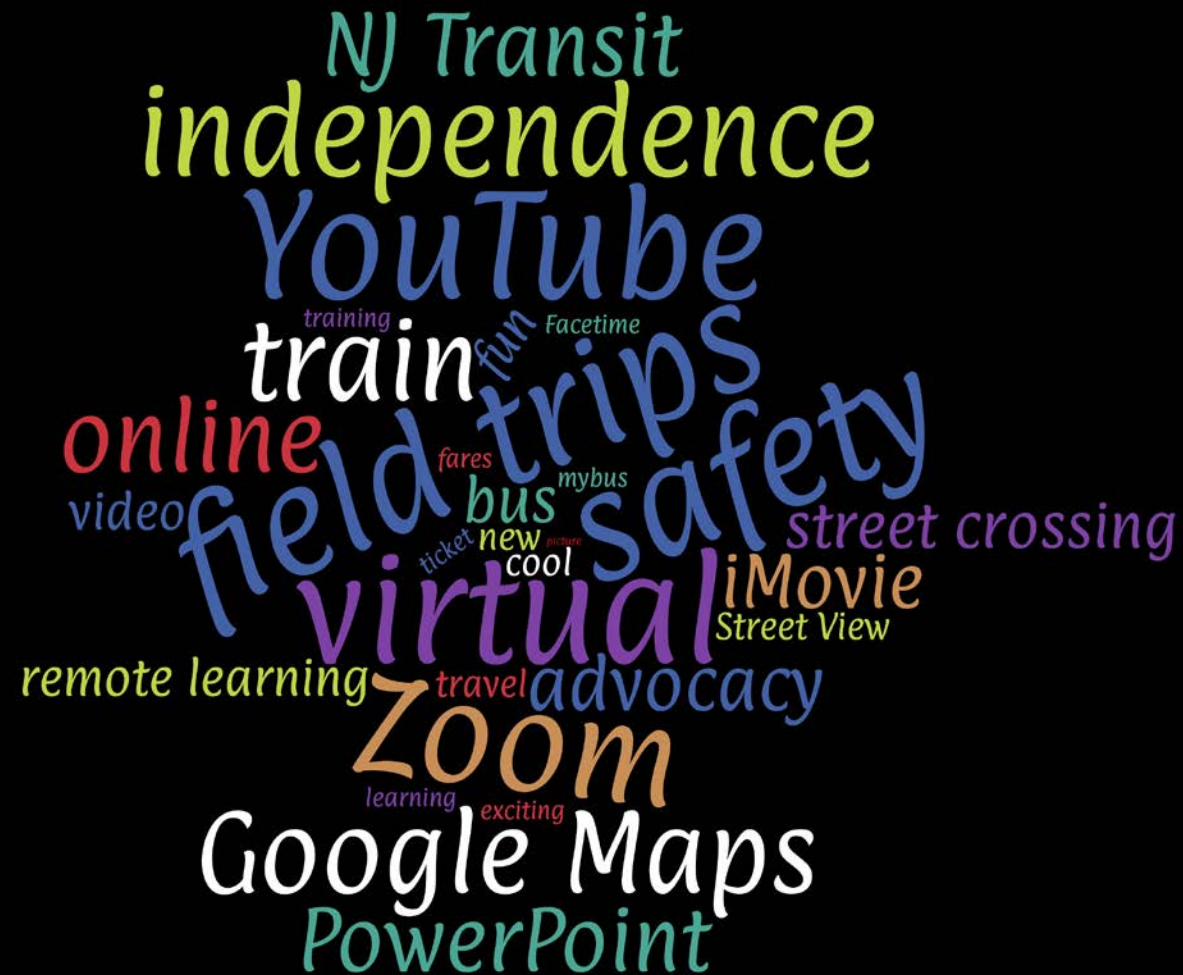 NJ Transit
independence
YouTube
training
train
fun
Facetime
field trips
online
fares
safety
mybus
bus
video
street crossing
new
picture
ticket
cool
virtual
iMovie
Street View
remote learning
travel
advocacy
Zoom
learning
exciting
Google Maps
PowerPoint